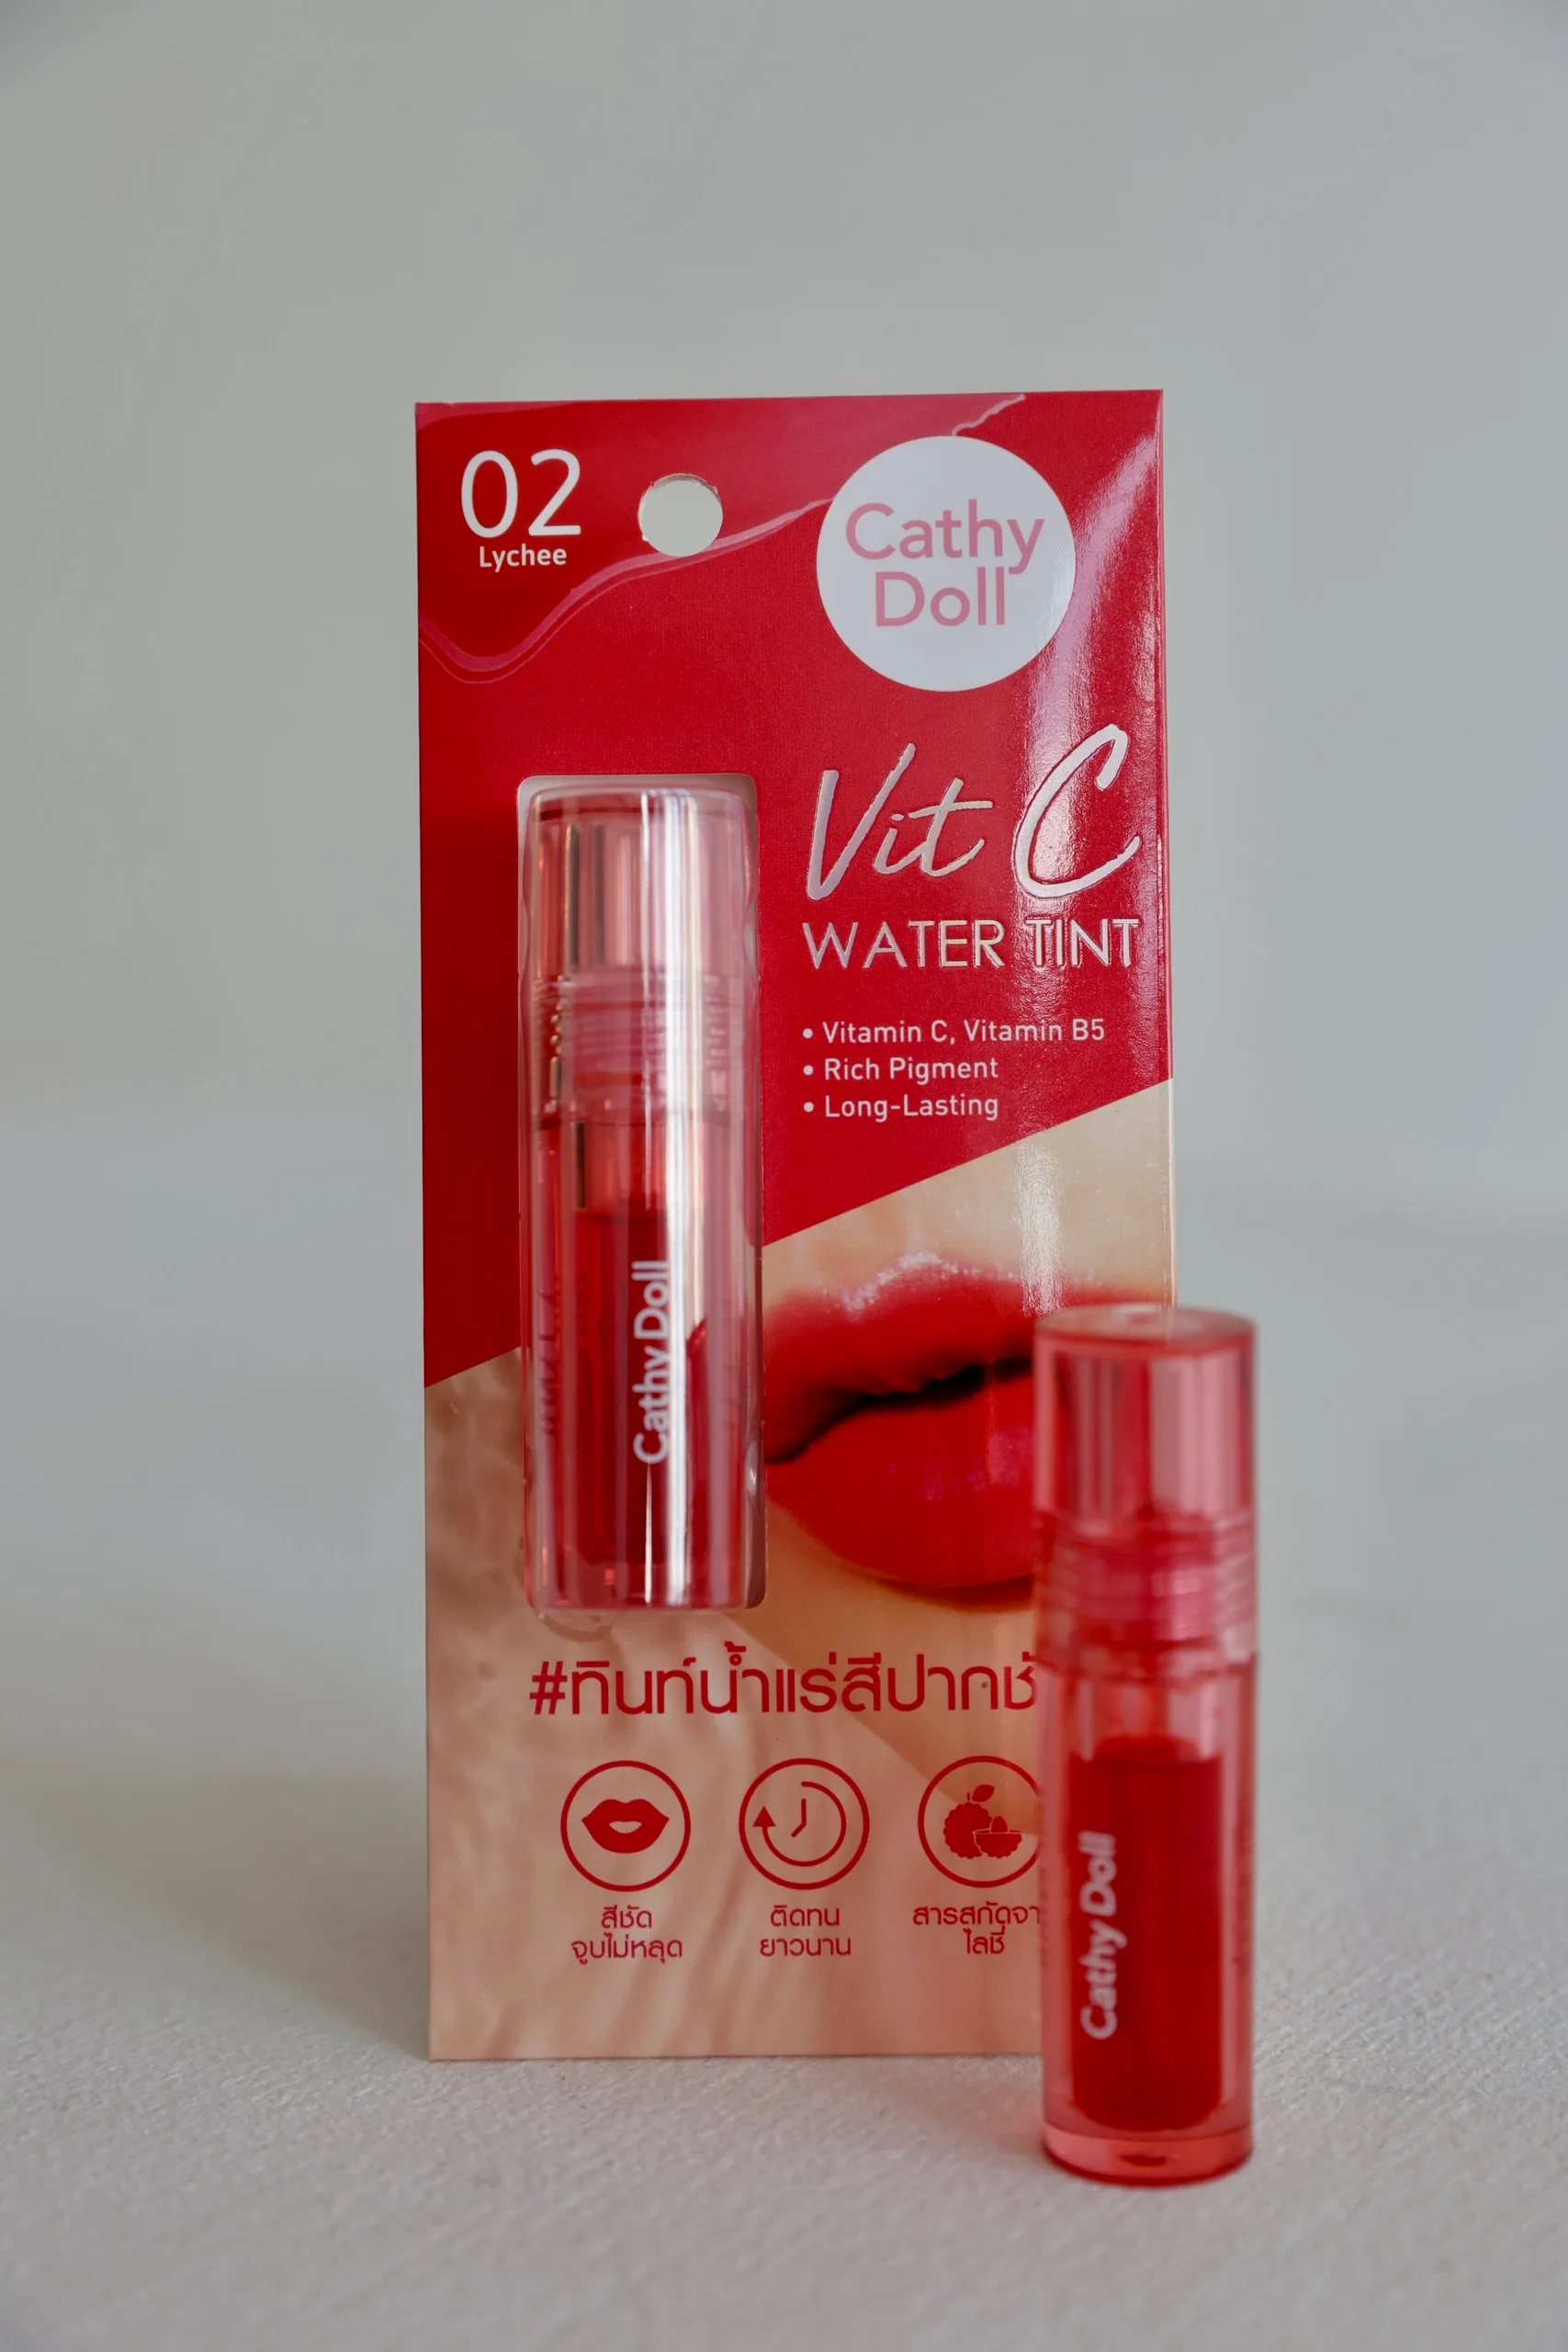 02
Lychee
Cathy
Doll
Vit C
WATER TINT
• Vitamin C, Vitamin B5
• Rich Pigment
• Long-Lasting
Cathy Doll
#ทินท์น้ำแร่สีปากชั
สีชัด
จูบไม่หลุด
ติดทน
ยาวนาน
สารสกัดจา
ไลชี
Cathy Doll